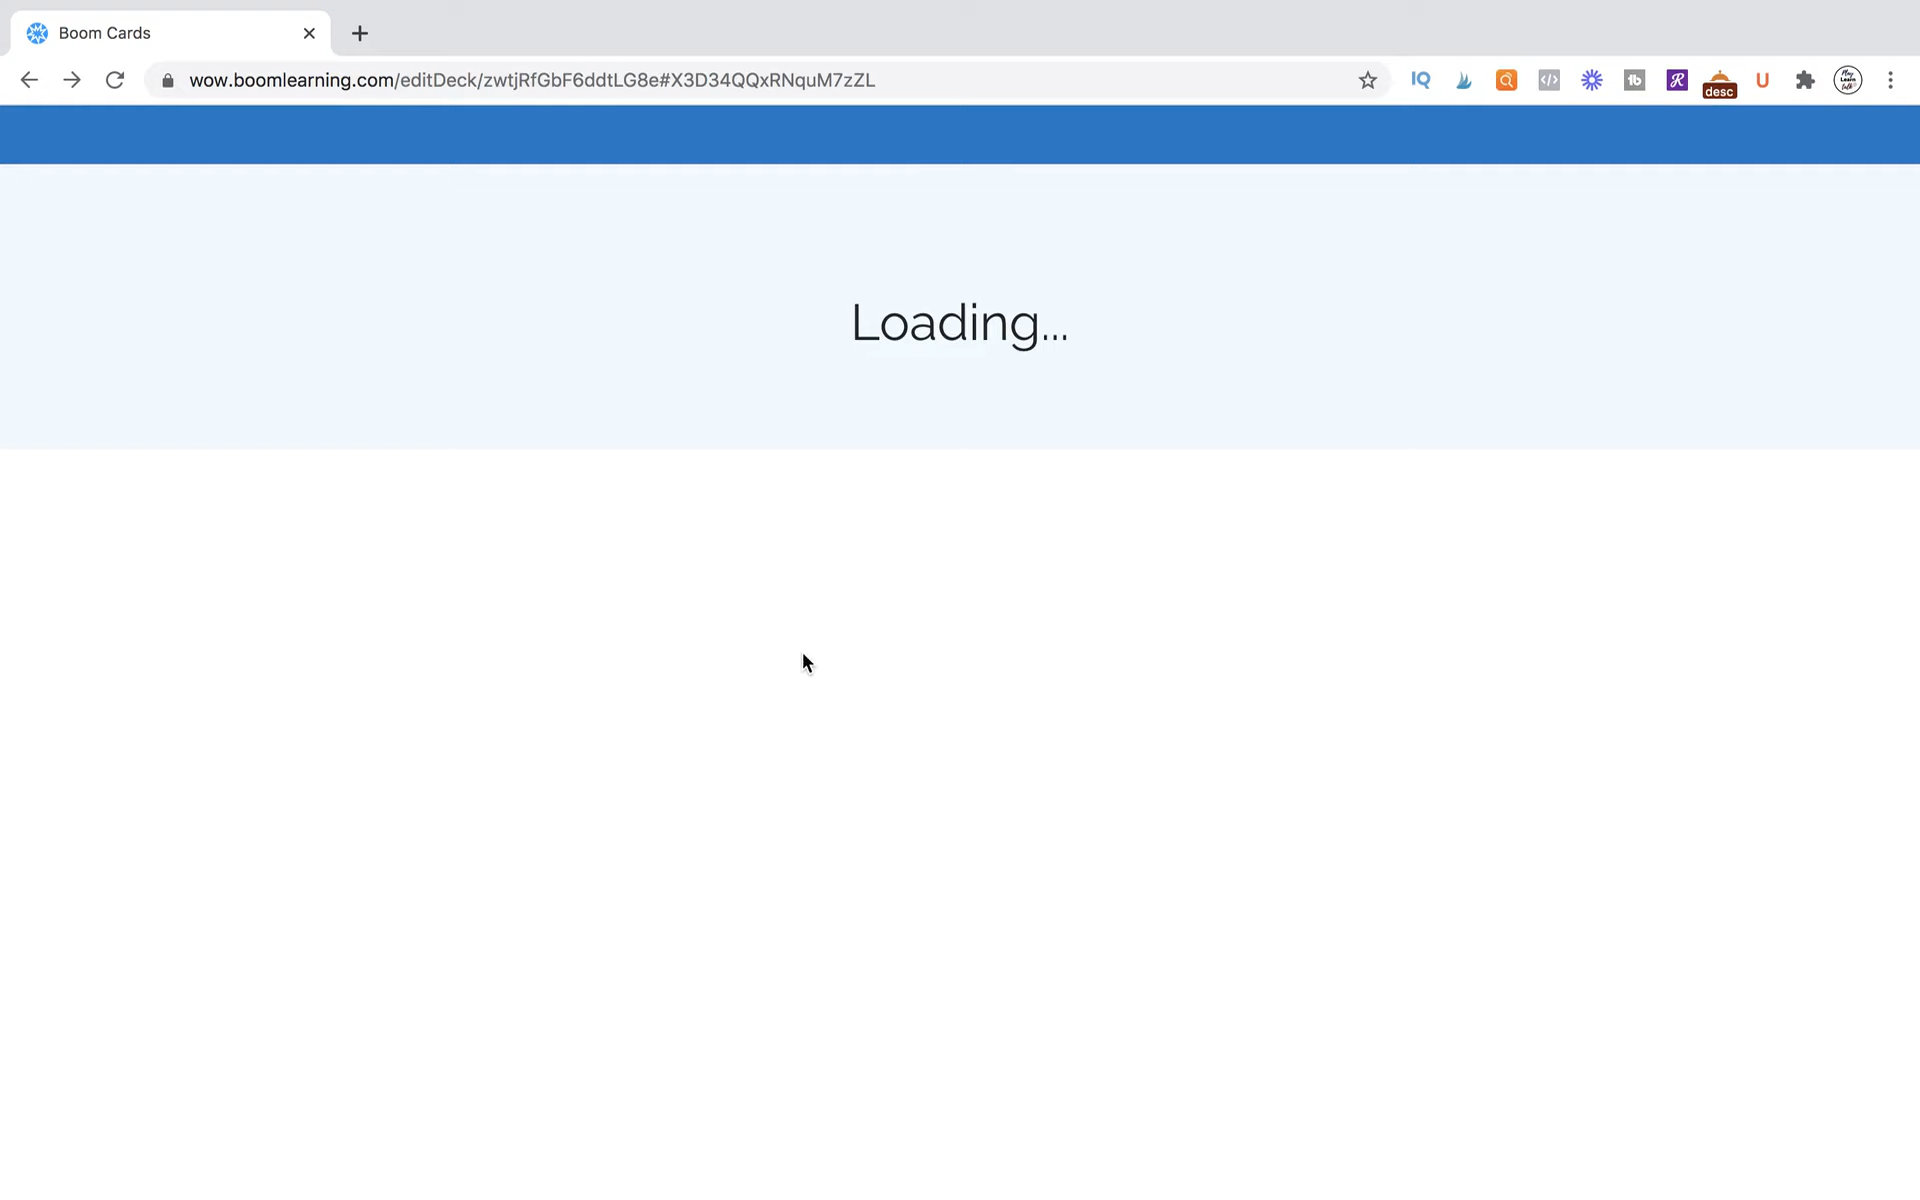 Boom Cards
wow.boomlearning.com/editDeck/zwtjRfGbF6ddtLG8e#X3D34QQxRNquM7zZL
IQ
desc
U
Loading...